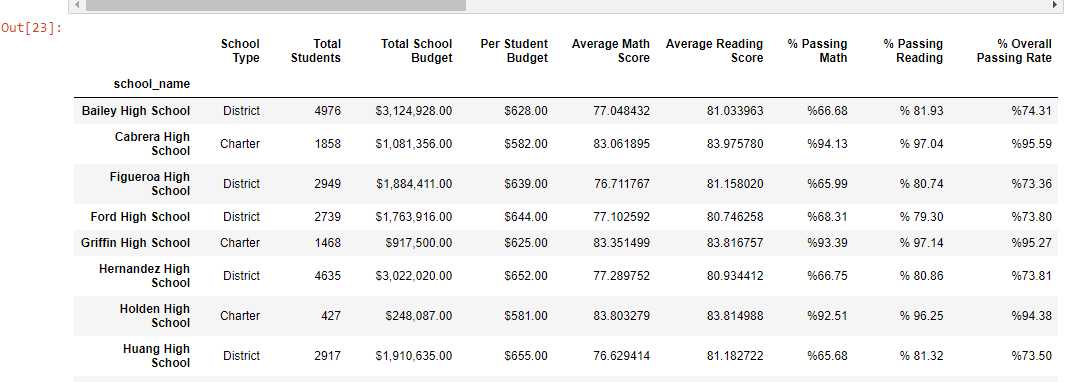 Out[23]:
School Type Total Students Total School Budget Per Student Budget Average Math Score Average Reading Score % Passing Math % Passing Reading % Overall Passing Rate
school_name
Bailey High School District 4976 $3,124,928.00 $628.00 77.048432 81.033963 %66.68 % 81.93 %74.31
Cabrera High School Charter 1858 $1,081,356.00 $582.00 83.061895 83.975780 %94.13 % 97.04 %95.59
Figueroa High School District 2949 $1,884,411.00 $639.00 76.711767 81.158020 %65.99 % 80.74 %73.36
Ford High School District 2739 $1,763,916.00 $644.00 77.102592 80.746258 %68.31 % 79.30 %73.80
Griffin High School Charter 1468 $917,500.00 $625.00 83.351499 83.816757 %93.39 % 97.14 %95.27
Hernandez High School District 4635 $3,022,020.00 $652.00 77.289752 80.934412 %66.75 % 80.86 %73.81
Holden High School Charter 427 $248,087.00 $581.00 83.803279 83.814988 %92.51 % 96.25 %94.38
Huang High School District 2917 $1,910,635.00 $655.00 76.629414 81.182722 %65.68 % 81.32 %73.50